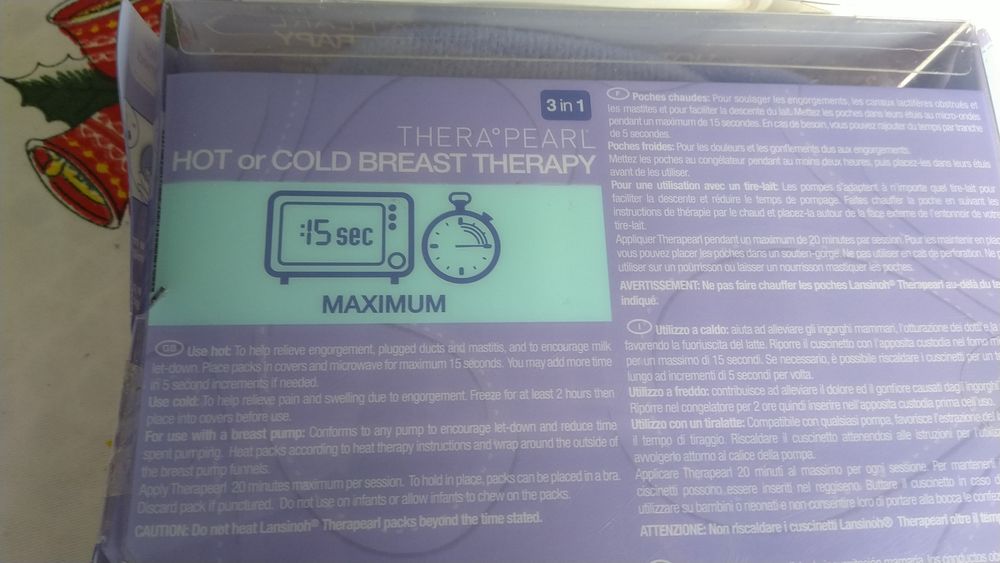 3 in 1
THERA°PEARL
HOT or COLD BREAST THERAPY
:15 sec
MAXIMUM
GB Use hot: To help relieve engorgement, plugged ducts and mastitis, and to encourage milk
let-down. Place packs in covers and microwave for maximum 15 seconds. You may add more time
in 5 second increments if needed.
Use cold: To help relieve pain and swelling due to engorgement. Freeze for at least 2 hours then
place into covers before use.
For use with a breast pump: Conforms to any pump to encourage let-down and reduce time
spent pumping. Heat packs according to heat therapy instructions and wrap around the outside of
the breast pump funnels.
Apply Therapearl 20 minutes maximum per session. To hold in place, packs can be placed in a bra.
Discard pack if punctured. Do not use on infants or allow infants to chew on the packs.
CAUTION: Do not heat Lansinoh® Therapearl packs beyond the time stated.
F Poches chaudes: Pour soulager les engorgements, les canaux lactifères obstrués et
les mastites et pour faciliter la descente du lait. Mettez les poches dans leurs étuis au micro-ondes
pendant un maximum de 15 secondes. En cas de besoin, vous pouvez rajouter du temps par tranche
de 5 secondes.
Poches froides: Pour les douleurs et les gonflements dus aux engorgements.
Mettez les poches au congélateur pendant au moins deux heures, puis placez-les dans leurs étuis
avant de les utiliser.
Pour une utilisation avec un tire-lait: Les pompes s'adaptent à n'importe quel tire-lait pour
faciliter la descente et réduire le temps de pompage. Faites chauffer la poche en suivant les
instructions de thérapie par le chaud et placez-la autour de la face externe de l'entonnoir de
tire-lait.
Appliquer Therapearl pendant un maximum de 20 minutes par session. Pour les maintenir en
vous pouvez placer les poches dans un soutien-gorge. Ne pas utiliser en cas de perforation. Ne
utiliser sur un nourrisson ou laisser un nourrisson mastiquer les poches.
AVERTISSEMENT: Ne pas faire chauffer les poches Lansinoh® Therapearl au-delà du
indiqué.
I Utilizzo a caldo: aiuta ad alleviare gli ingorghi mammari, l'otturazione dei dotti e la
favorendo la fuoriuscita del latte. Riporre il cuscinetto con l'apposita custodia nel forno
per un massimo di 15 secondi. Se necessario, è possibile riscaldare i cuscinetti per un
lungo ad incrementi di 5 secondi per volta.
Utilizzo a freddo: contribuisce ad alleviare il dolore ed il gonfiore causati dagli ingorghi
Riporre nel congelatore per 2 ore quindi inserire nell'apposita custodia prima dell'uso.
Utilizzo con un tiralatte: Compatibile con qualsiasi pompa, favorisce l'estrazione del
il tempo di tiraggio. Riscaldare il cuscinetto attenendosi alle istruzioni per
avvolgerlo attorno al calice della pompa.
Applicare Therapearl 20 minuti al massimo per ogni sessione. Per mantenerli
cuscinetti possono essere inseriti nel reggiseno. Buttare i cuscinetto in caso
utilizzare su bambini o neonati e non consentire loro di portare alla bocca
ATTENZIONE: Non riscaldare i cuscinetti Lansinoh® Therapearl oltre il